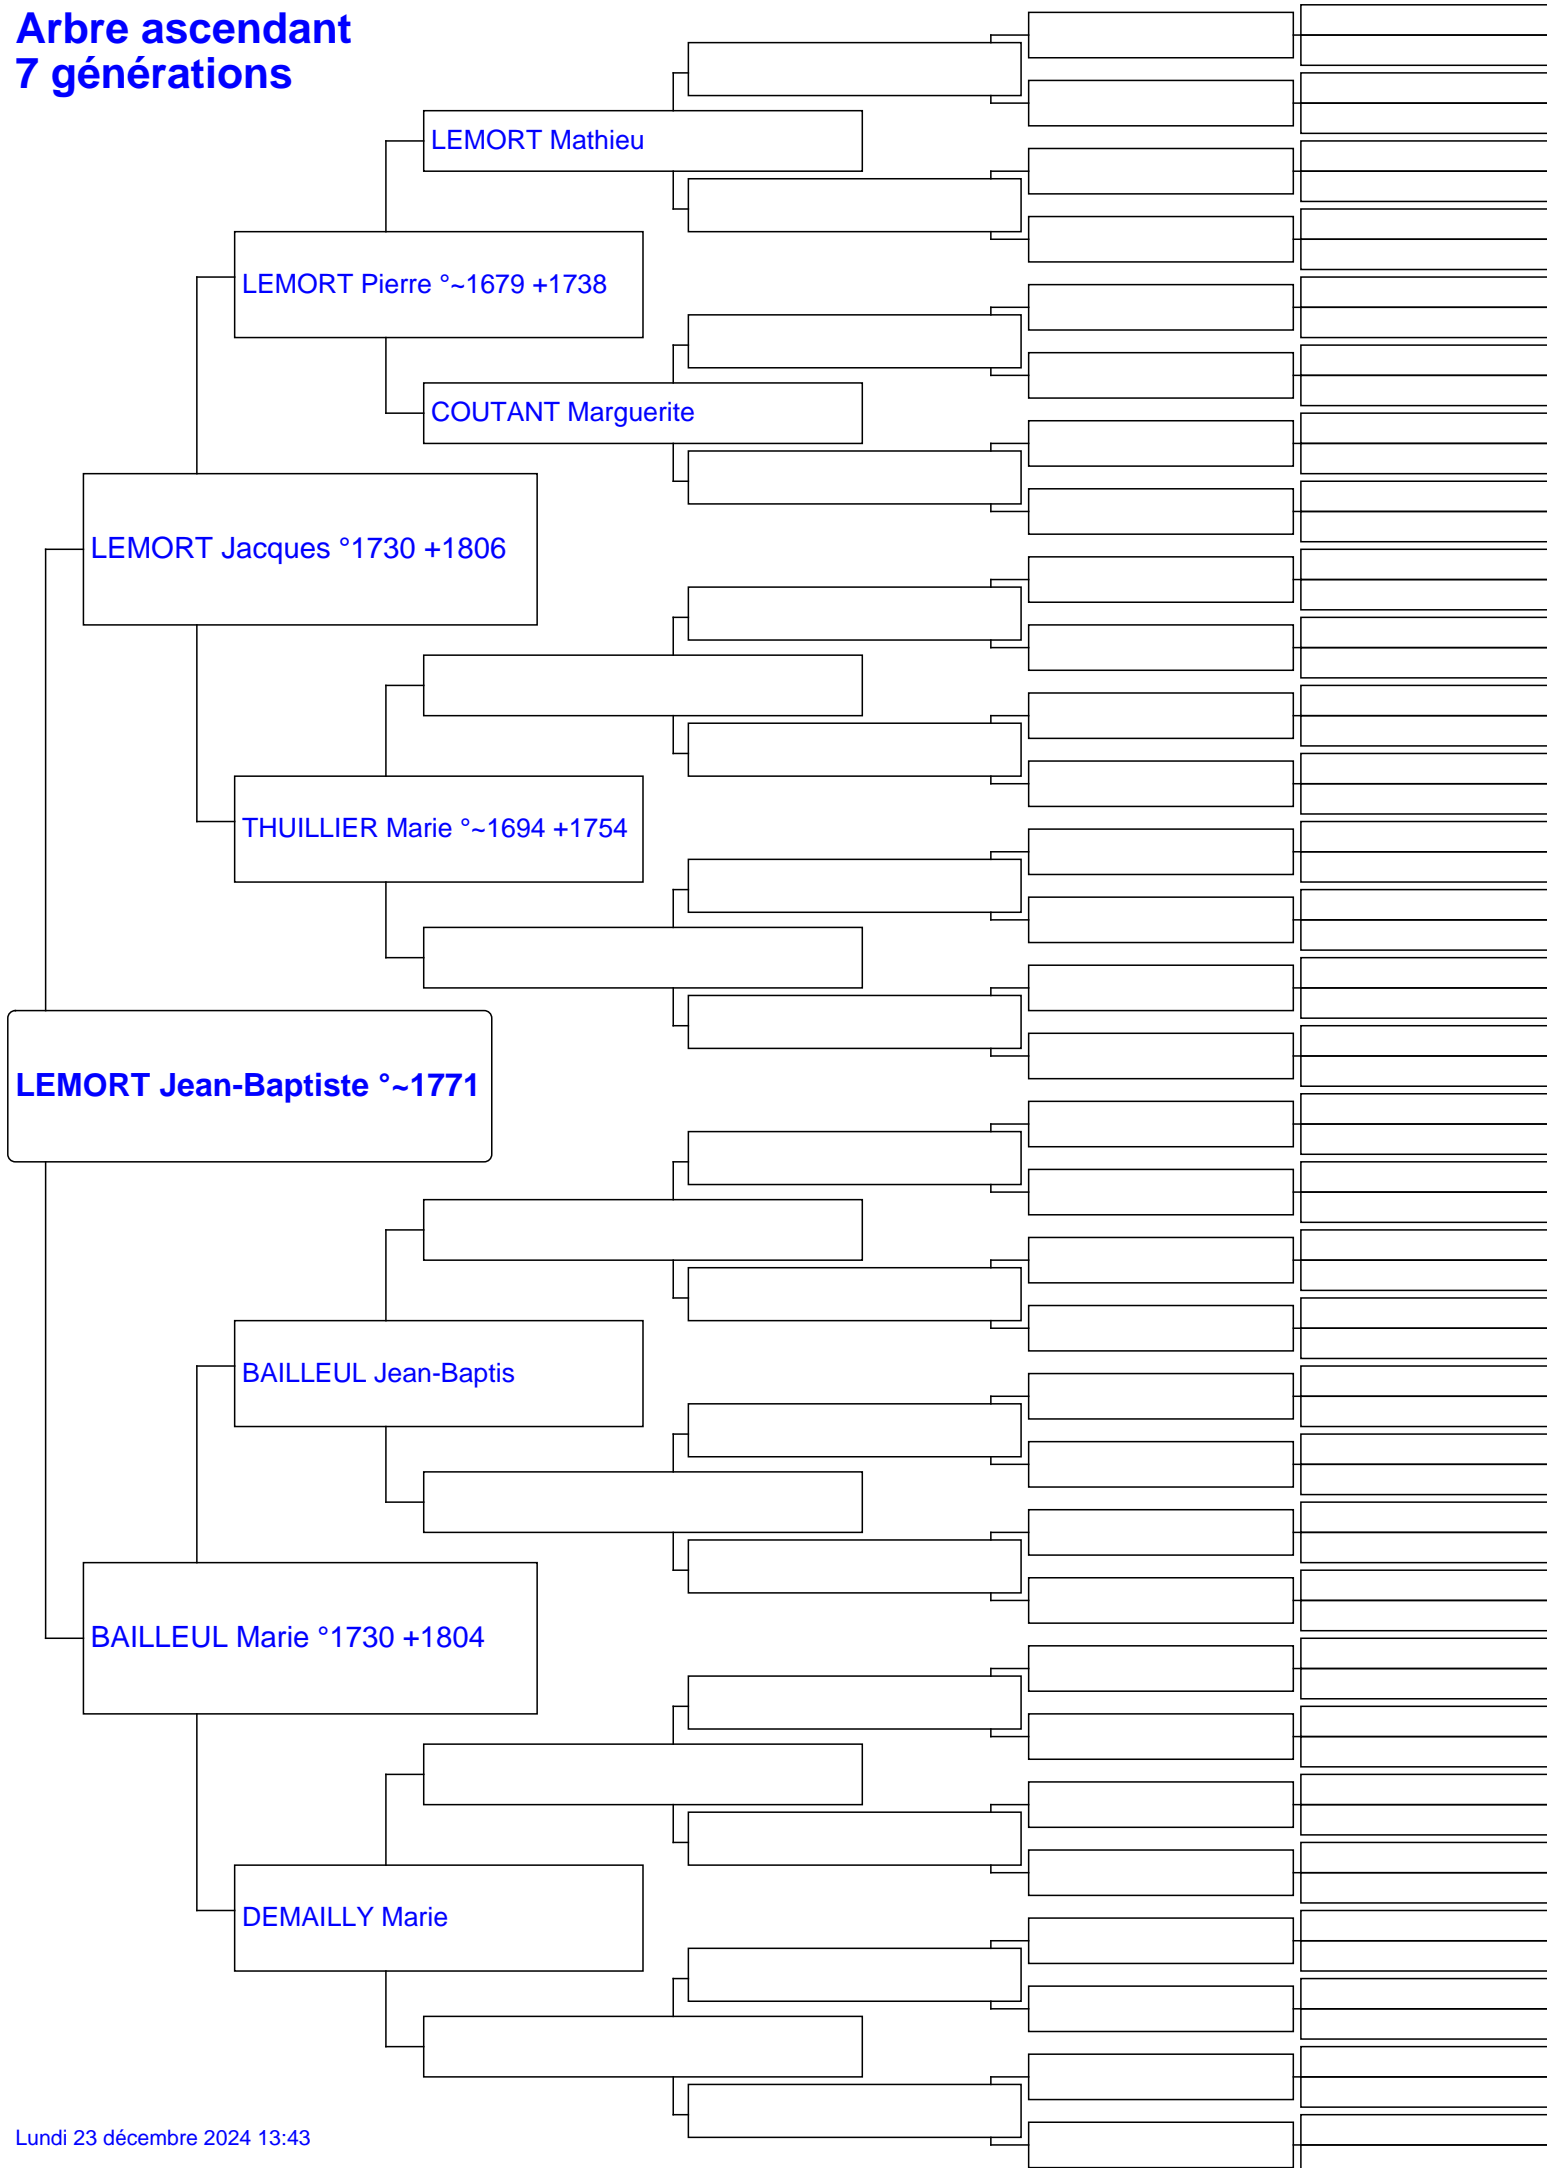 Arbre ascendant
7 générations
LEMORT Mathieu
LEMORT Pierre °~1679 +1738
COUTANT Marguerite
LEMORT Jacques °1730 +1806
THUILLIER Marie °~1694 +1754
LEMORT Jean-Baptiste °~1771
BAILLEUL Jean-Baptis
BAILLEUL Marie °1730 +1804
DEMAILLY Marie
Lundi 23 décembre 2024 13:43